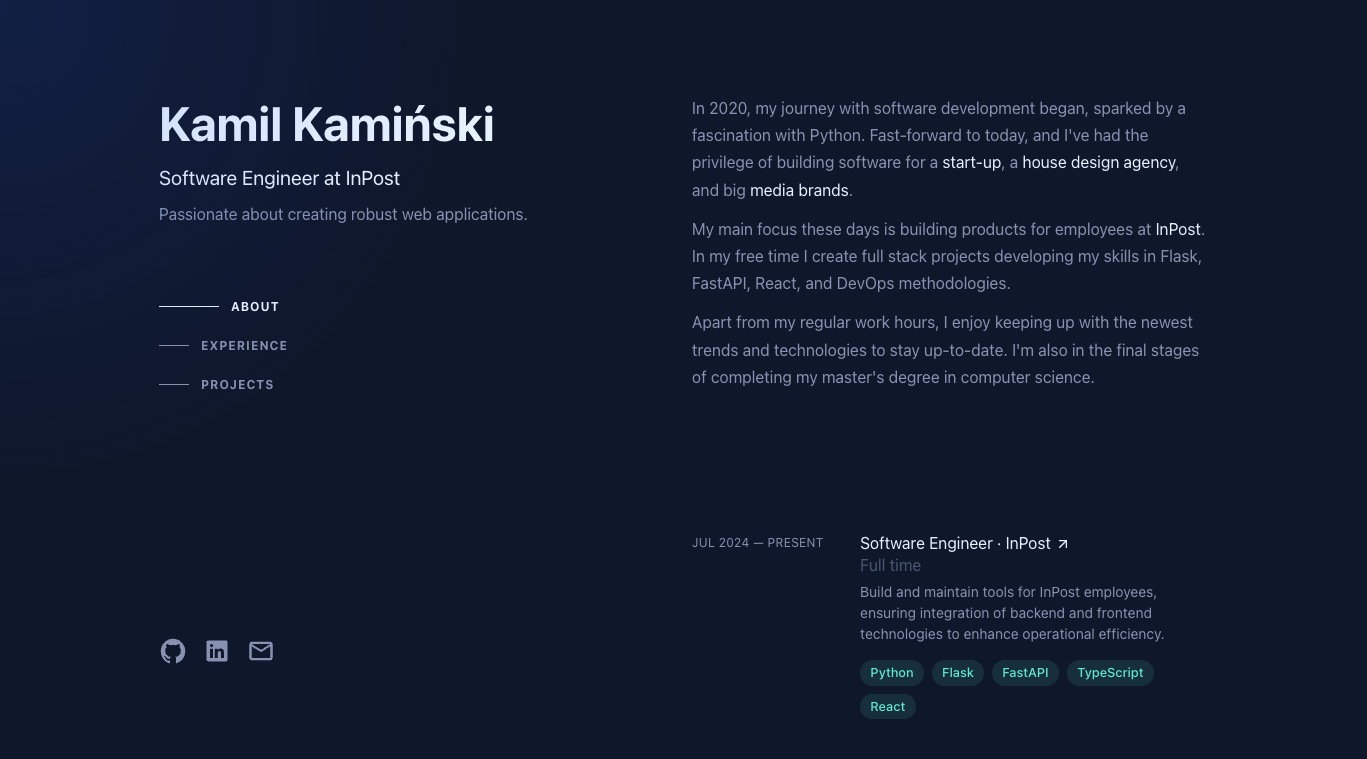 Kamil Kamiński
Software Engineer at InPost
Passionate about creating robust web applications.
ABOUT
EXPERIENCE
PROJECTS
In 2020, my journey with software development began, sparked by a
fascination with Python. Fast-forward to today, and I've had the
privilege of building software for a start-up, a house design agency,
and big media brands.
My main focus these days is building products for employees at InPost.
In my free time I create full stack projects developing my skills in Flask,
FastAPI, React, and DevOps methodologies.
Apart from my regular work hours, I enjoy keeping up with the newest
trends and technologies to stay up-to-date. I'm also in the final stages
of completing my master's degree in computer science.
JUL 2024 — PRESENT
Software Engineer · InPost
Full time
Build and maintain tools for InPost employees,
ensuring integration of backend and frontend
technologies to enhance operational efficiency.
Python Flask FastAPI TypeScript
React